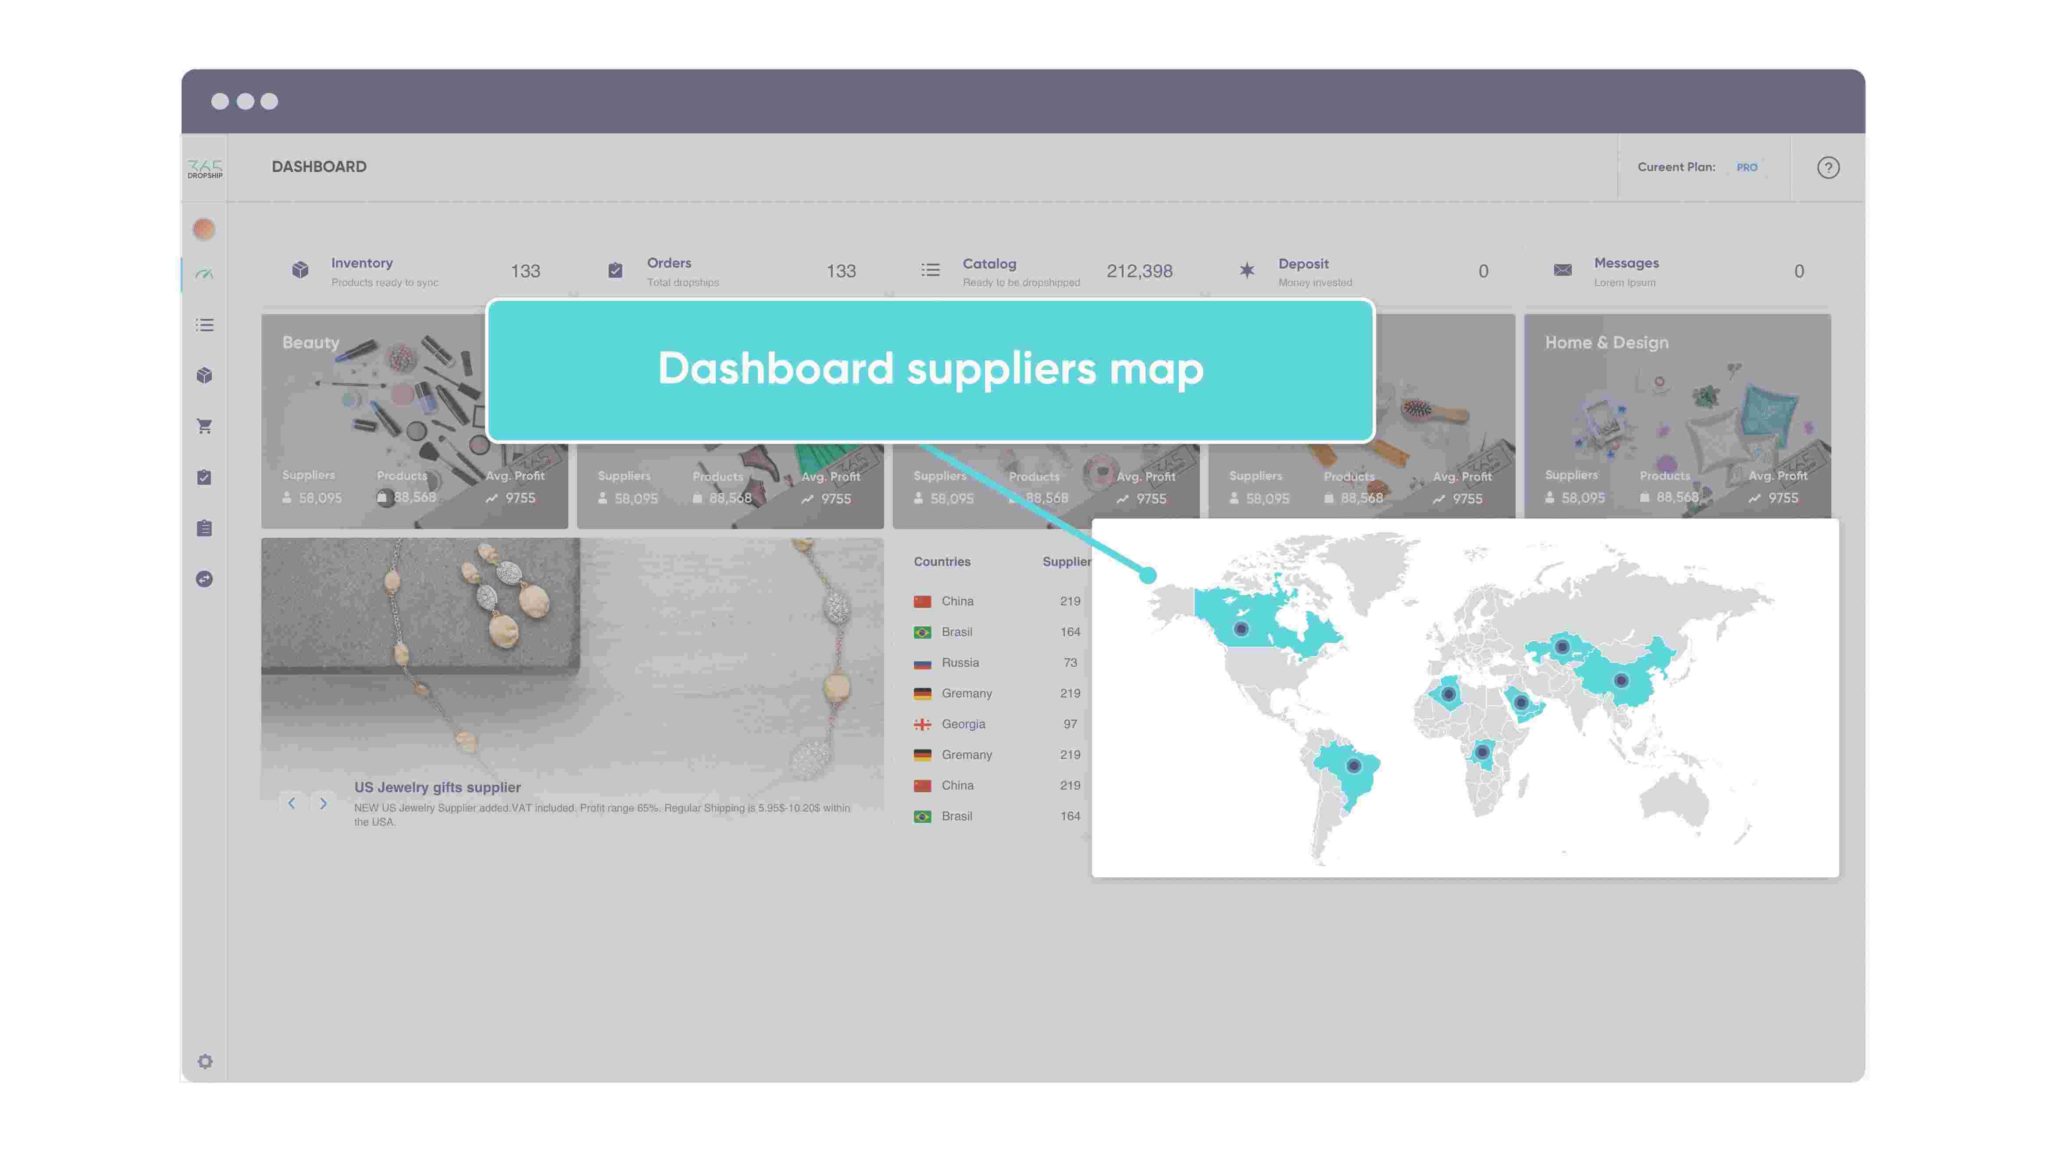 365
DROPSHIP
DASHBOARD
Cureent Plan: PRO
?
Inventory
Products ready to sync
133
Orders
Total dropships
133
Catalog
Ready to be dropshipped
212,398
Deposit
Money invested
0
Messages
Lorem Ipsum
0
Dashboard suppliers map
Beauty
Suppliers Products Avg. Profit
58,095 88,568 9755
Suppliers Products Avg. Profit
58,095 88,568 9755
Suppliers Products Avg. Profit
58,095 88,568 9755
Suppliers Products Avg. Profit
58,095 88,568 9755
Home & Design
Suppliers Products Avg. Profit
58,095 88,568 9755
US Jewelry gifts supplier
NEW US Jewelry Supplier added.VAT included. Profit range 65%. Regular Shipping is 5.95$-10.20$ within
the USA.
Countries Supplier
China 219
Brasil 164
Russia 73
Gremany 219
Georgia 97
Gremany 219
China 219
Brasil 164